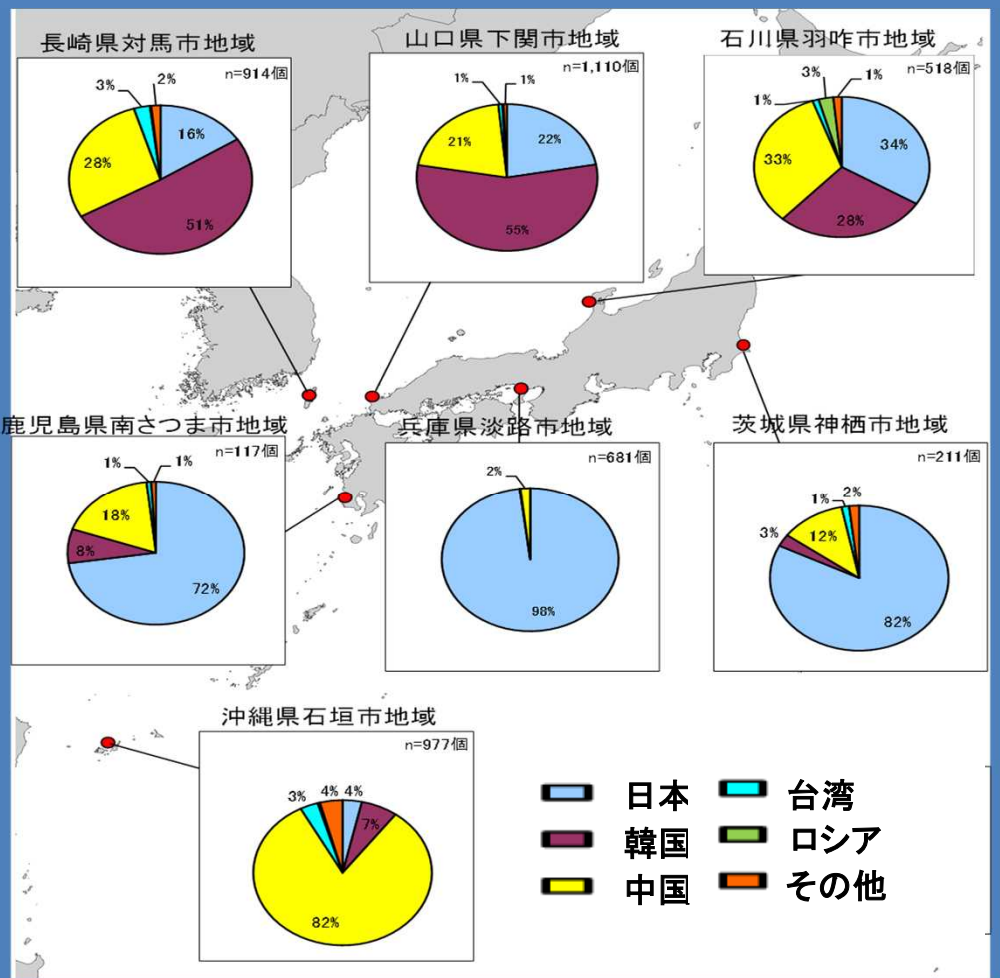 長崎県対馬市地域
n=914個
3%
2%
16%
28%
51%
山口県下関市地域
n=1,110個
1%
1%
21%
22%
55%
石川県羽咋市地域
n=518個
3%
1%
1%
33%
34%
28%
鹿児島県南さつま市地域
n=117個
1%
1%
18%
8%
72%
兵庫県淡路市地域
n=681個
2%
98%
茨城県神栖市地域
n=211個
1%
2%
3%
12%
82%
沖縄県石垣市地域
n=977個
3%
4%
4%
7%
82%
日本
台湾
韓国
ロシア
中国
その他